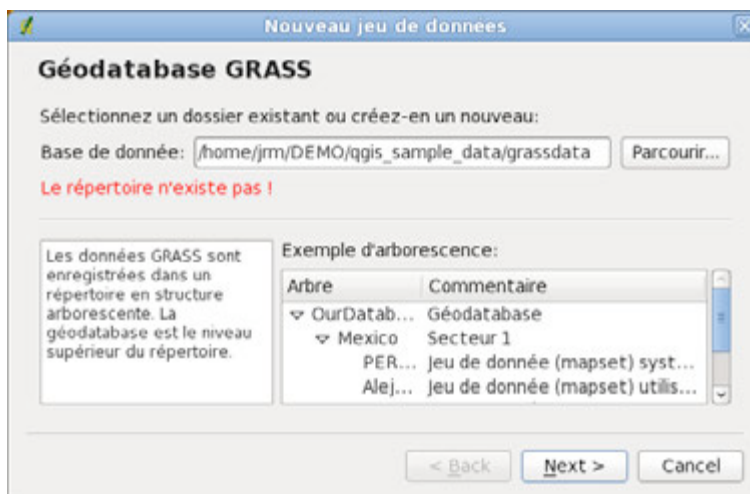 Nouveau jeu de donnees
Géodatabase GRASS
Sélectionnez un dossier existant ou créez-en un nouveau:
Base de donnée: /home/jrm/DEMO/qgis_sample_data/grassdata Parcourir...
Le répertoire n'existe pas !
Les données GRASS sont
enregistrées dans un
répertoire en structure
arborescente. La
géodatabase est le niveau
supérieur du répertoire.
Exemple d'arborescence:
Arbre Commentaire
OurDatab... Géodatabase
Mexico Secteur 1
PER... Jeu de donnée (mapset) syst...
Alej... Jeu de donnée (mapset) utilis...
< Back Next > Cancel